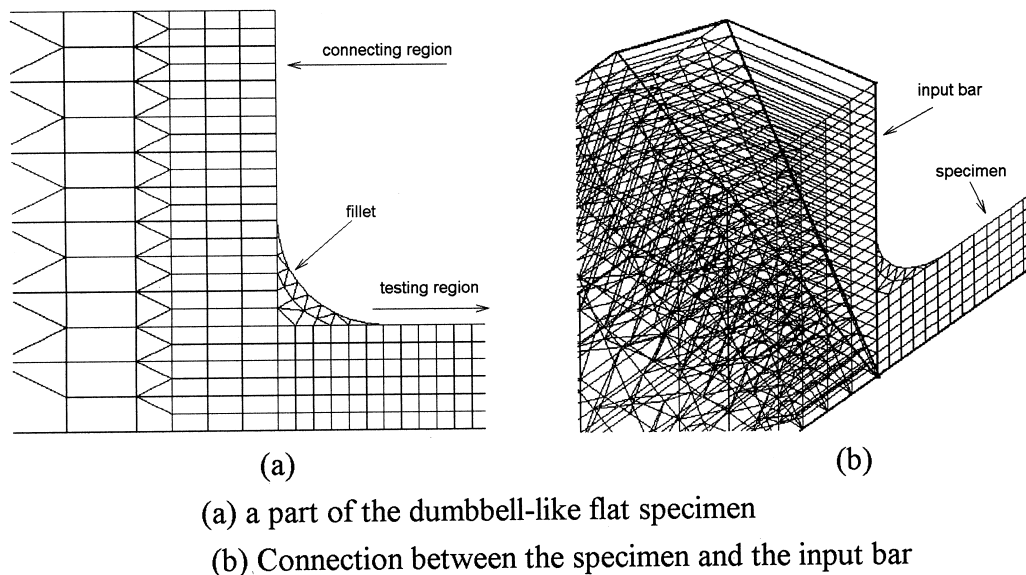 connecting region
fillet
testing region
input bar
specimen
(a)
(b)
(a) a part of the dumbbell-like flat specimen
(b) Connection between the specimen and the input bar